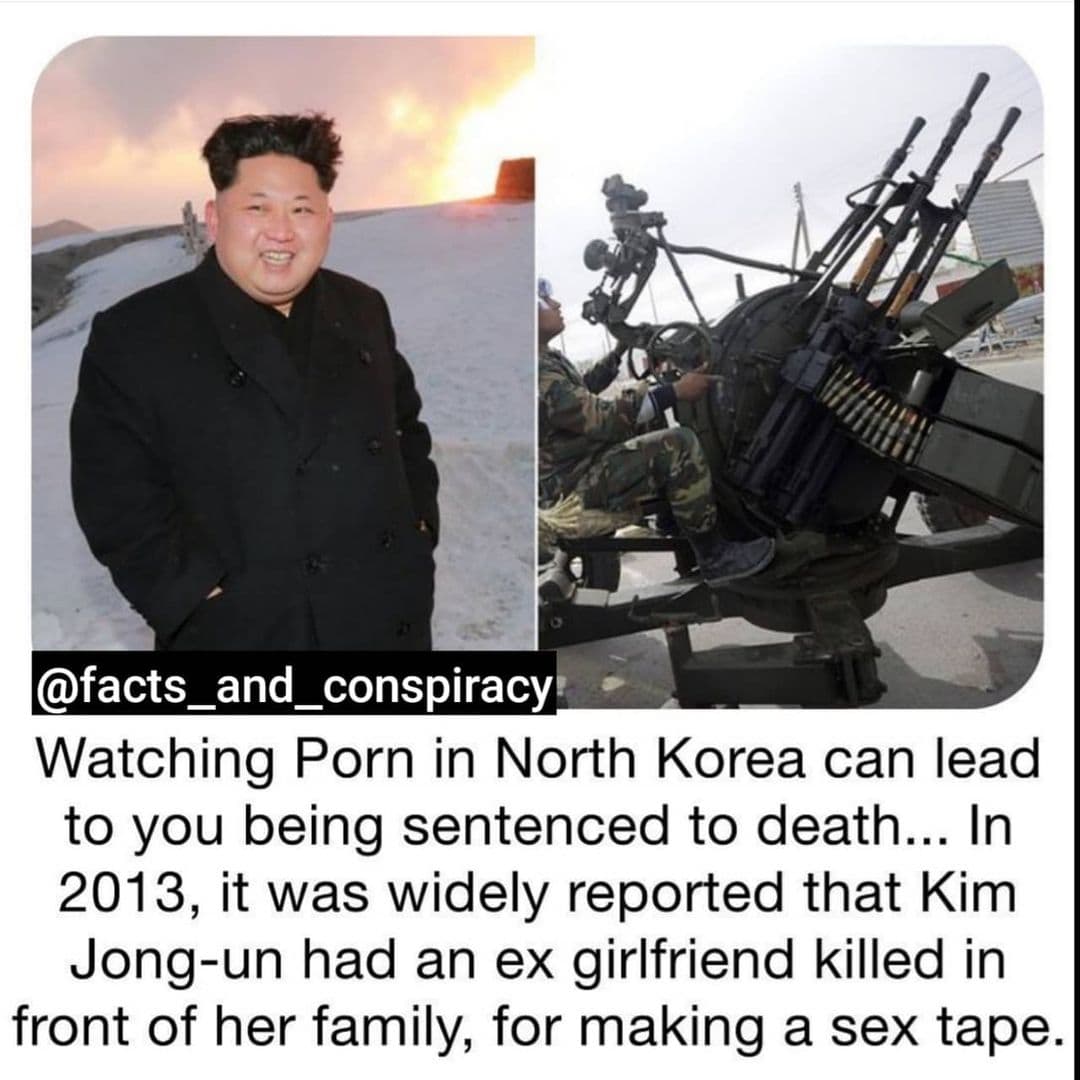 @facts_and_conspiracy
Watching Porn in North Korea can lead
to you being sentenced to death... In
2013, it was widely reported that Kim
Jong-un had an ex girlfriend killed in
front of her family, for making a sex tape.